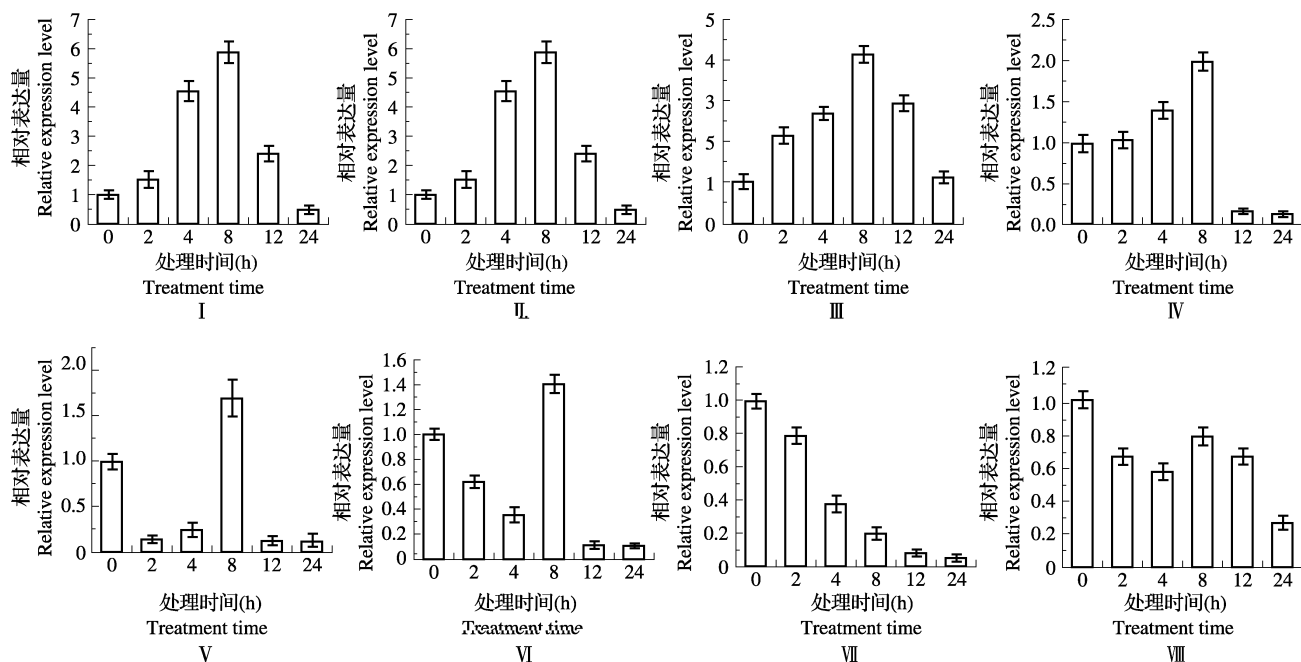 相对表达量
Relative expression level
7
6
5
4
3
2
1
0
0 2 4 8 12 24
处理时间(h)
Treatment time
Ⅰ
相对表达量
Relative expression level
7
6
5
4
3
2
1
0
0 2 4 8 12 24
处理时间(h)
Treatment time
Ⅱ.
相对表达量
Relative expression level
5
4
3
5
1
0
0 2 4 8 12 24
处理时间(h)
Treatment time
Ⅲ
相对表达量
Relative expression level
2.5
2.0
1.5
1.0
0.5
0.0
0 2 4 8 12 24
处理时间(h)
Treatment time
Ⅳ
相对表达量
Relative expression level
2.0
1.5
1.0
0.5
0
0 2 4 8 12 24
处理时间(h)
Treatment time
Ⅴ
相对表达量
Relative expression level
1.6
1.4
1.2
1.0
0.8
0.6
0.4
0.2
0
0 2 4 8 12 24
处理时间(h)
Treatment time
Ⅵ
相对表达量
Relative expression level
1.2
1.0
0.8
0.6
0.4
0.2
0
0 2 4 8 12 24
处理时间(h)
Treatment time
Ⅶ
相对表达量
Relative expression level
1.2
1.0
0.8
0.6
0.4
0.2
0
0 2 4 8 12 24
处理时间(h)
Treatment time
Ⅷ